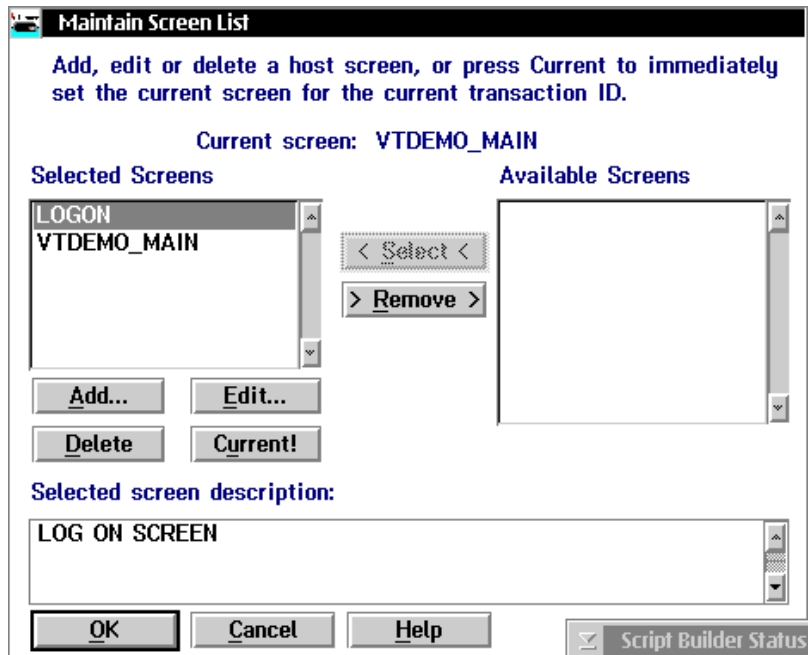 Maintain Screen List
Add, edit or delete a host screen, or press Current to immediately
set the current screen for the current transaction ID.
Current screen: VTDEMO_MAIN
Selected Screens
Available Screens
LOGON
VTDEMO_MAIN
< Select <
> Remove >
Add...
Edit...
Delete
Current!
Selected screen description:
LOG ON SCREEN
OK
Cancel
Help
Script Builder Status